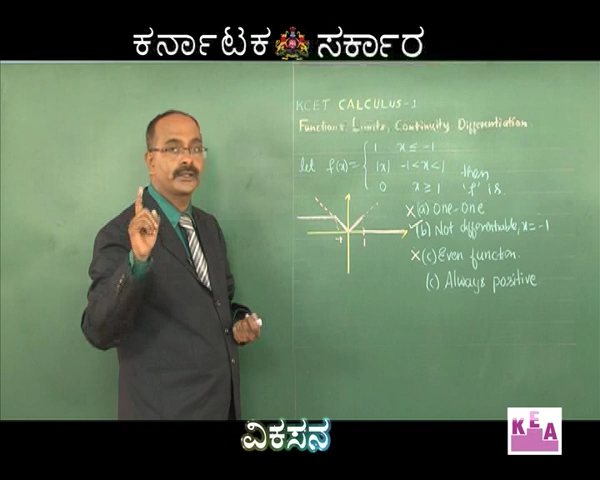 ಕರ್ನಾಟಕ ಸರ್ಕಾರ
KCET CALCULUS-1
Functions, Limits, Continuity Differentiation.
let f(x)= { 1 x ≤ -1
|x| -1 < x < 1 then
0 x ≥ 1 'f' is.
x (a) One-One
✓(b) Not differentiable, x = -1
x (c) Even function.
(c) Always positive
-1 1
ವಿಕಸನ
KEA